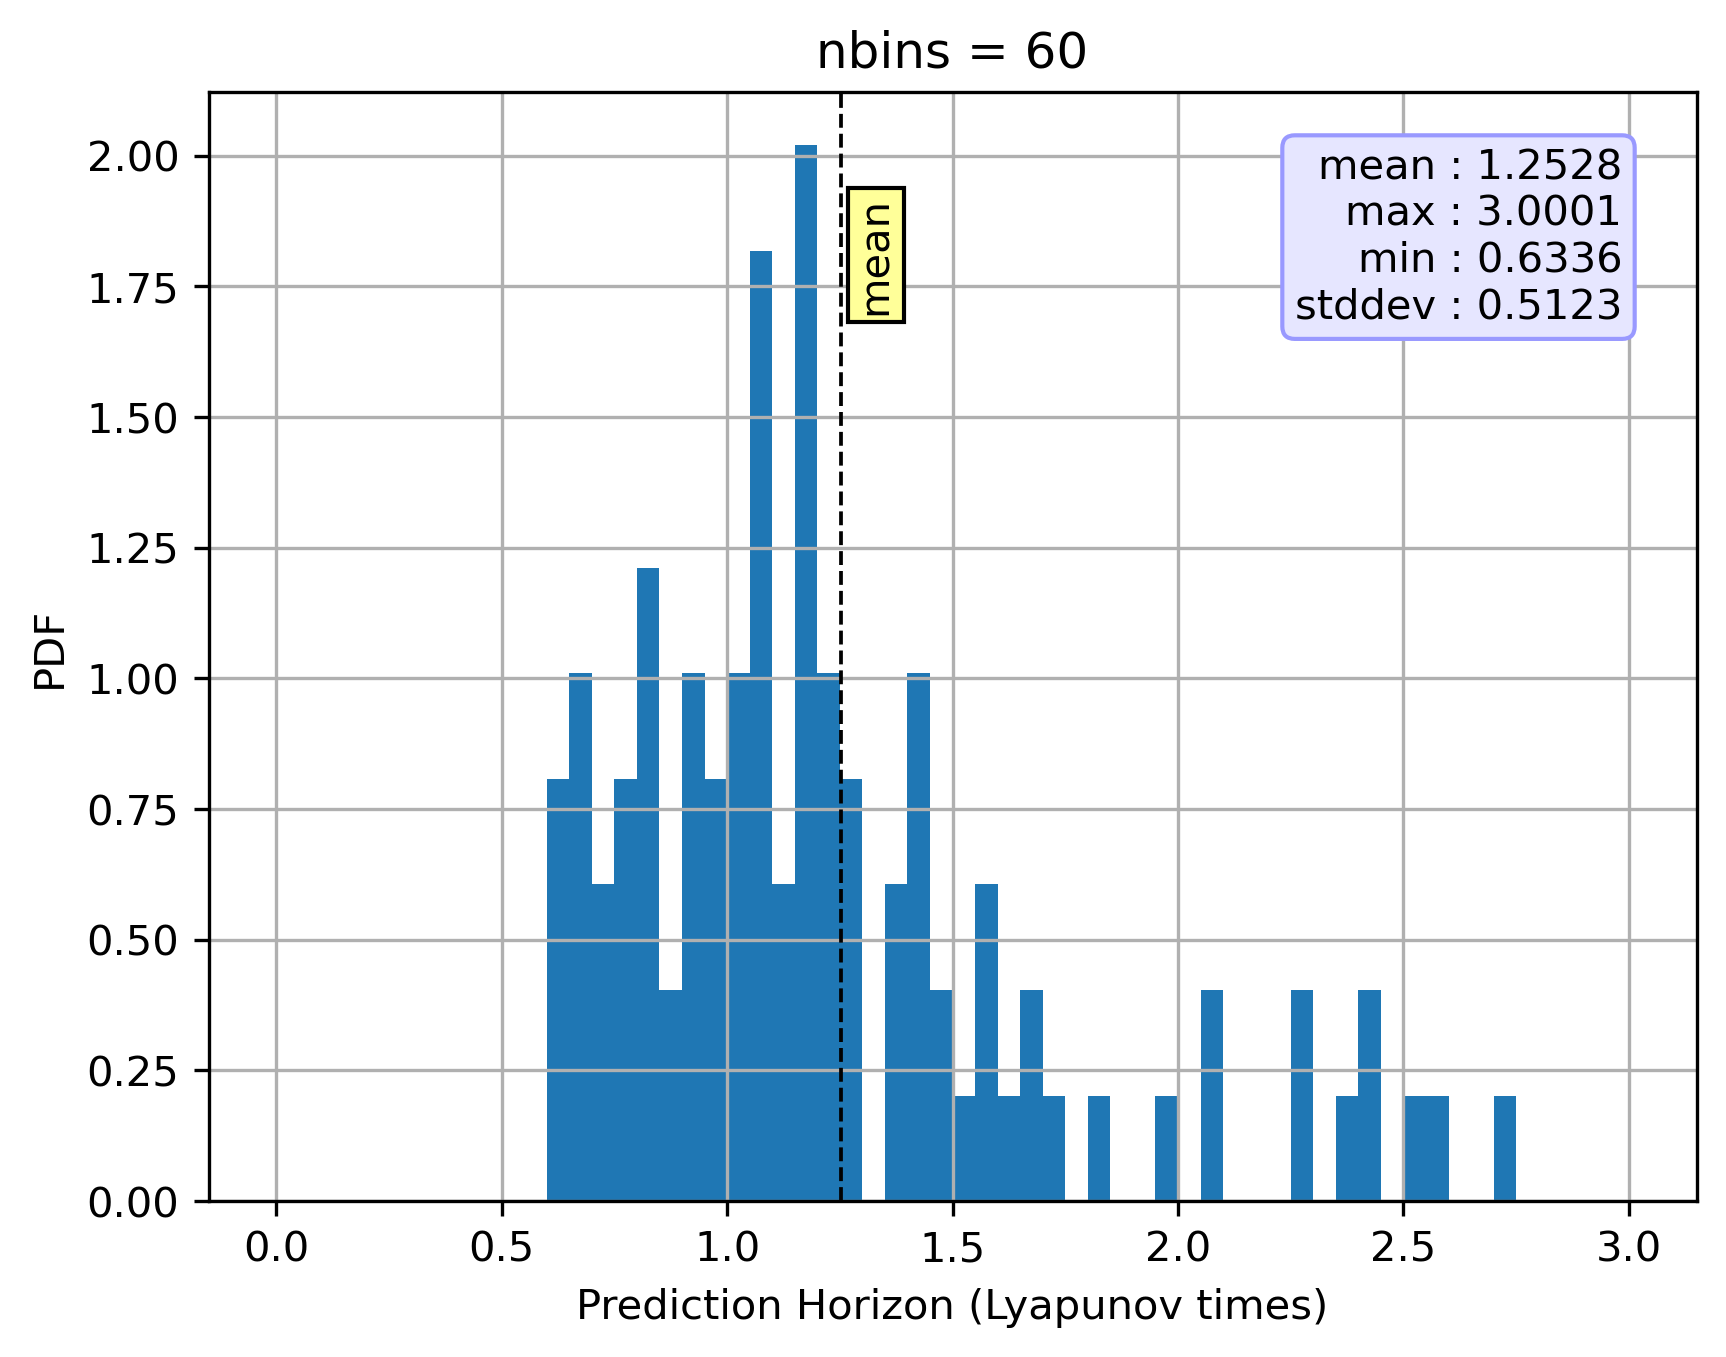 nbins = 60
mean : 1.2528
max : 3.0001
min : 0.6336
stddev : 0.5123
mean
PDF
2.00
1.75
1.50
1.25
1.00
0.75
0.50
0.25
0.00
0.0 0.5 1.0 1.5 2.0 2.5 3.0
Prediction Horizon (Lyapunov times)